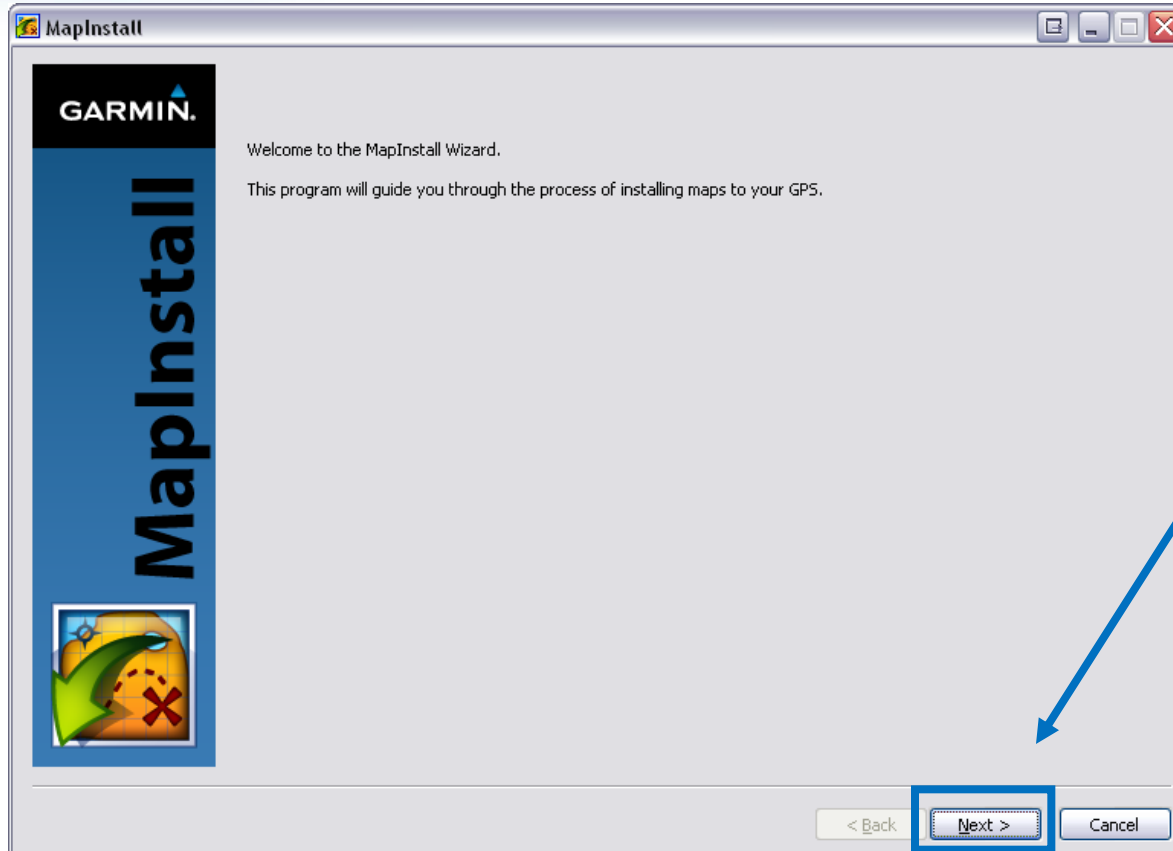 MapInstall
GARMIN.
MapInstall
Welcome to the MapInstall Wizard.
This program will guide you through the process of installing maps to your GPS.
< Back
Next >
Cancel